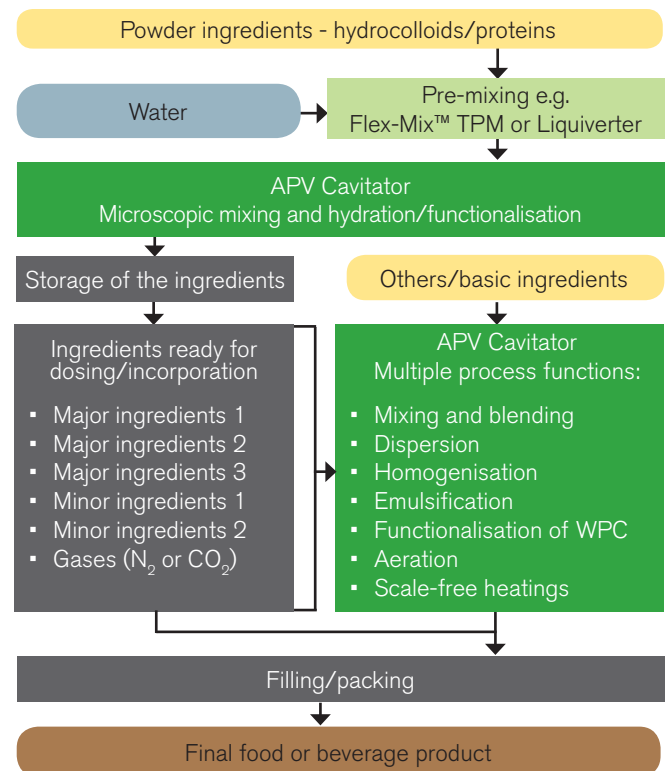 Powder ingredients - hydrocolloids/proteins
Water
Pre-mixing e.g.
Flex-Mix™ TPM or Liquiverter
APV Cavitator
Microscopic mixing and hydration/functionalisation
Storage of the ingredients
Others/basic ingredients
Ingredients ready for
dosing/incorporation
▪ Major ingredients 1
▪ Major ingredients 2
▪ Major ingredients 3
▪ Minor ingredients 1
▪ Minor ingredients 2
▪ Gases (N₂ or CO₂)
APV Cavitator
Multiple process functions:
▪ Mixing and blending
▪ Dispersion
▪ Homogenisation
▪ Emulsification
▪ Functionalisation of WPC
▪ Aeration
▪ Scale-free heatings
Filling/packing
Final food or beverage product